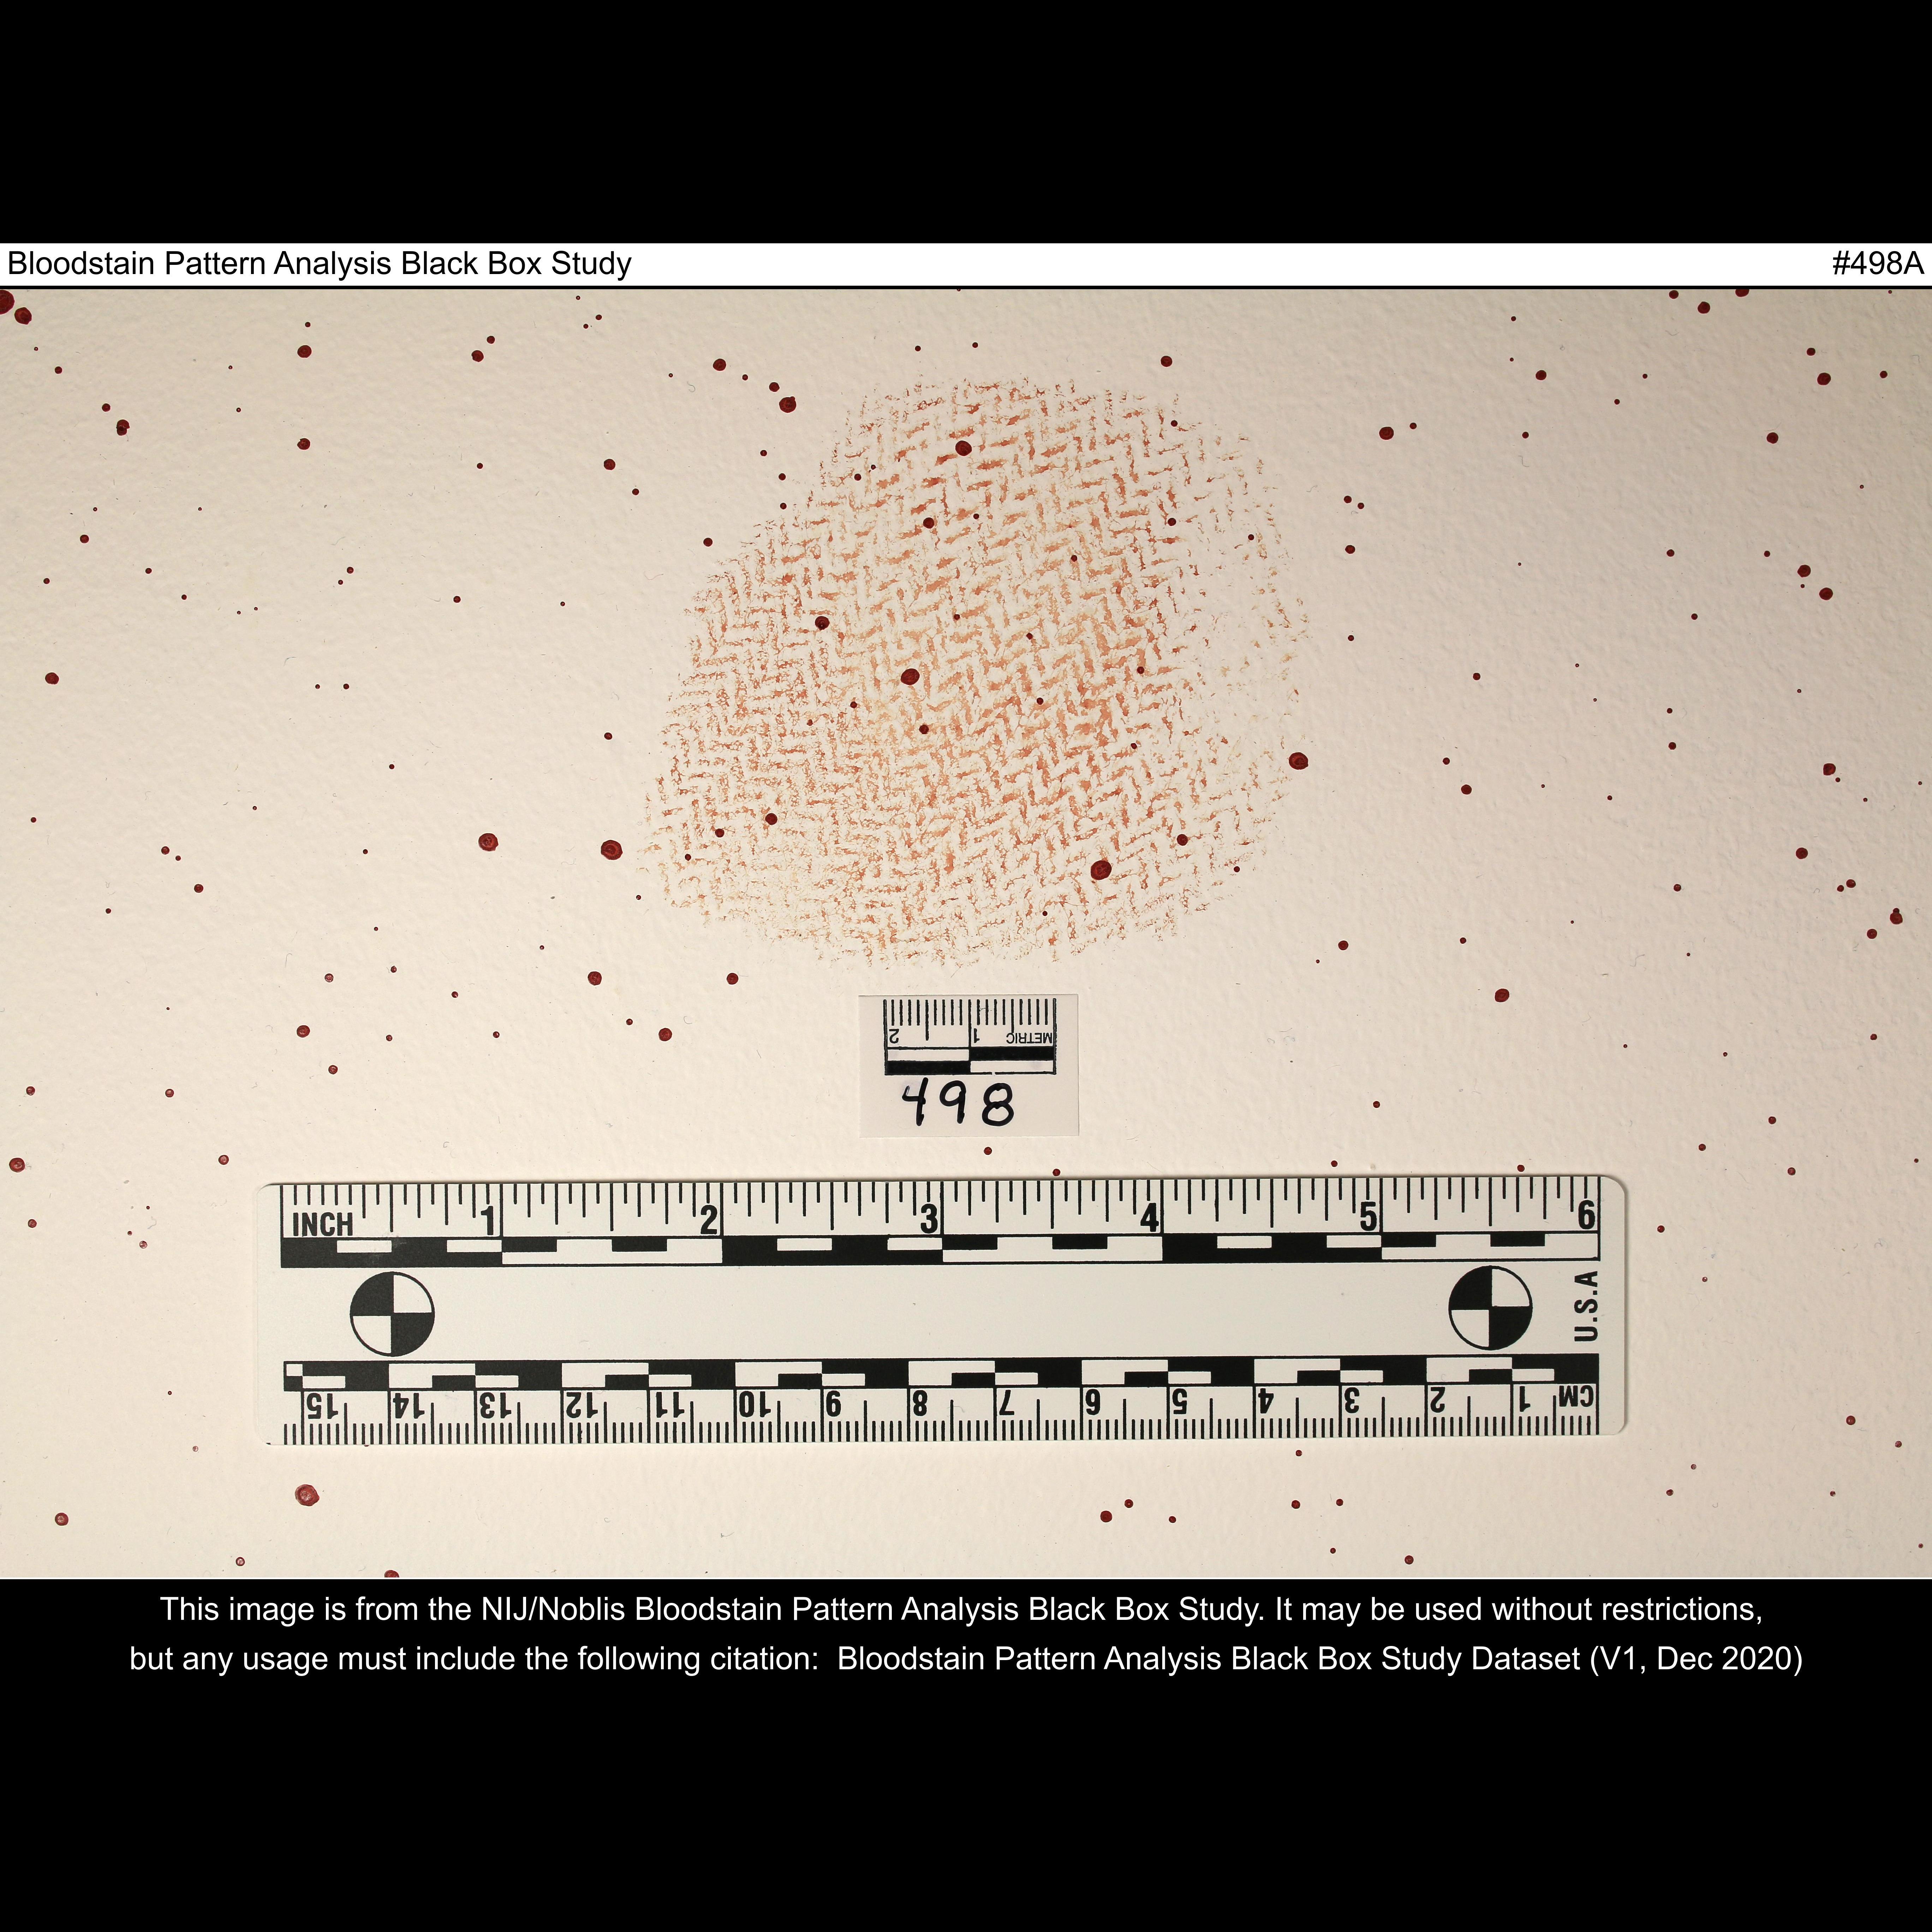 Bloodstain Pattern Analysis Black Box Study #498A
2 1 METRIC
498
INCH 1 2 3 4 5 6
U.S.A
15 14 13 12 11 10 9 8 7 6 5 4 3 2 1 CM
This image is from the NIJ/Noblis Bloodstain Pattern Analysis Black Box Study. It may be used without restrictions,
but any usage must include the following citation:  Bloodstain Pattern Analysis Black Box Study Dataset (V1, Dec 2020)